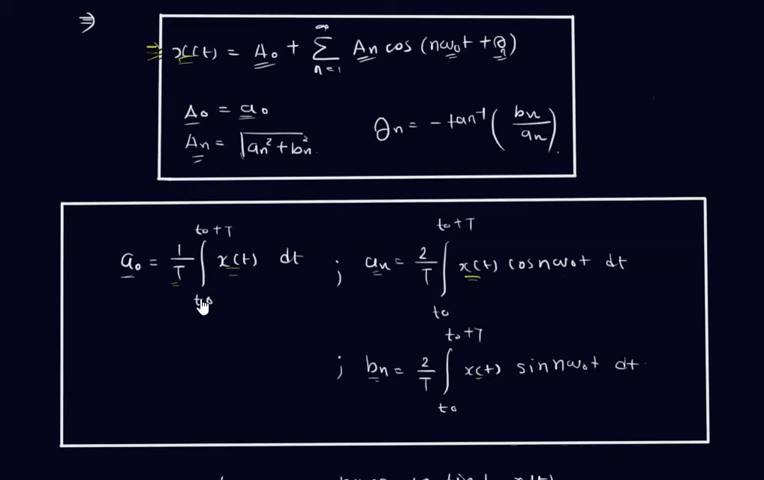 ⇒
⇒ x(t) = A₀ + ∑ₙ₌₁^∞ Aₙ cos (nω₀t + θₙ)
A₀ = a₀
Aₙ = √(aₙ² + bₙ²)
θₙ = -tan⁻¹ (bₙ/aₙ)
a₀ = 1/T ∫_{t₀}^{t₀+T} x(t) dt ; aₙ = 2/T ∫_{t₀}^{t₀+T} x(t) cos nω₀t dt
; bₙ = 2/T ∫_{t₀}^{t₀+T} x(t) sin nω₀t dt